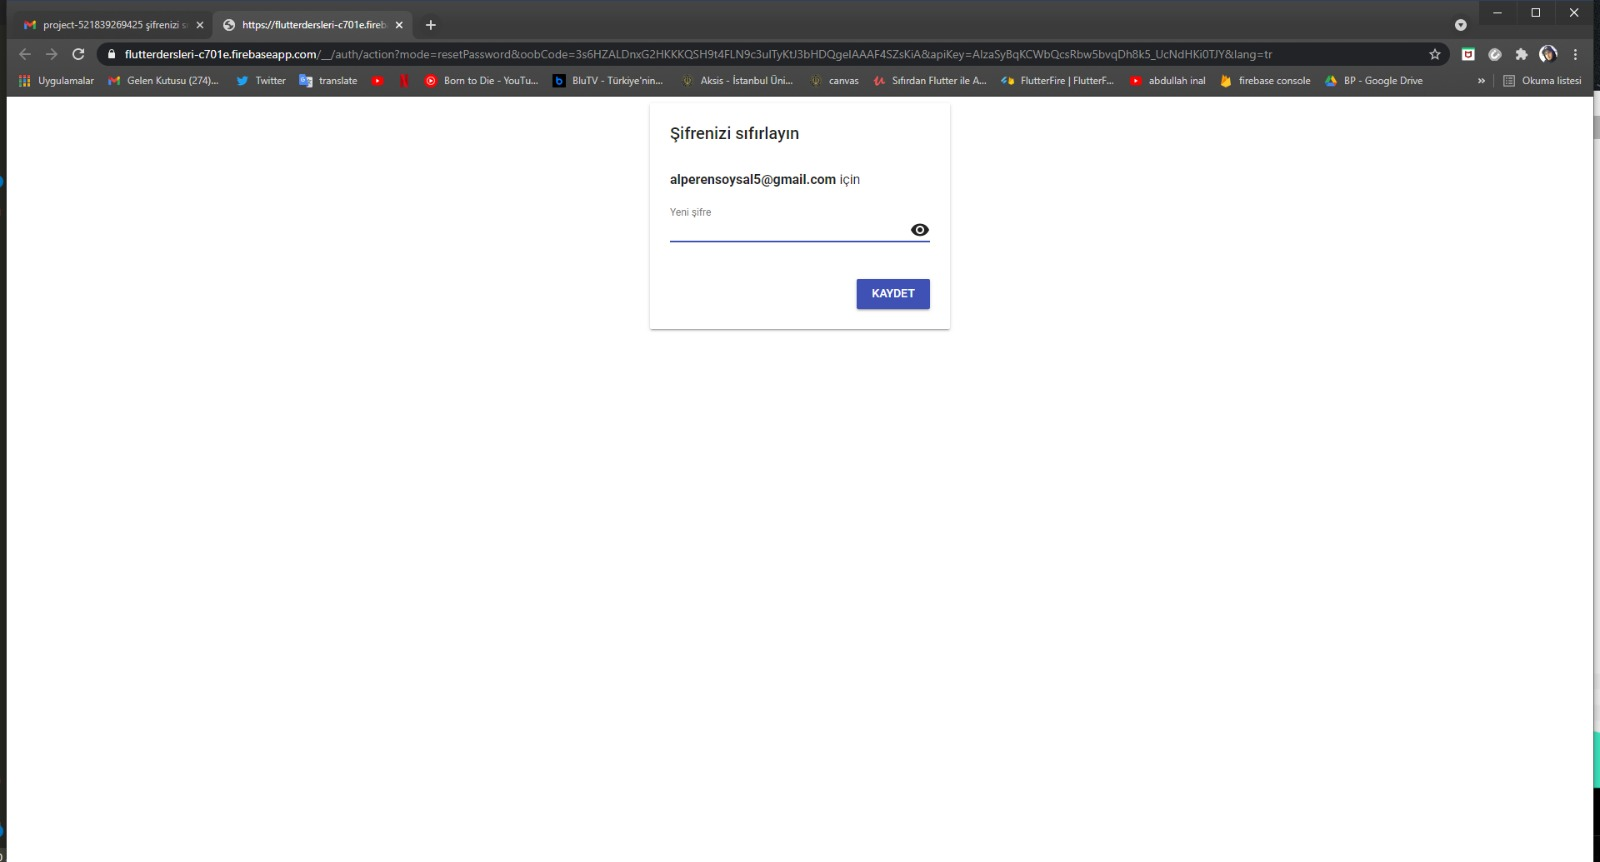 project-521839269425 şifrenizi s
https://flutterdersleri-c701e.fireb
flutterdersleri-c701e.firebaseapp.com/__/auth/action?mode=resetPassword&oobCode=3s6HZALDnxG2HKKKQSH9t4FLN9c3uITyKtJ3bHDQgeIAAAF4SZsKiA&apiKey=AIzaSyBqKCWbQcsRbw5bvqDh8k5_UcNdHKi0TJY&lang=tr
Uygulamalar
Gelen Kutusu (274)...
Twitter
translate
Born to Die - YouTu...
BluTV - Türkiye'nin...
Aksis - İstanbul Üni...
canvas
Sıfırdan Flutter ile A...
FlutterFire | FlutterF...
abdullah inal
firebase console
BP - Google Drive
»
Okuma listesi
Şifrenizi sıfırlayın
alperensoysal5@gmail.com için
Yeni şifre
KAYDET